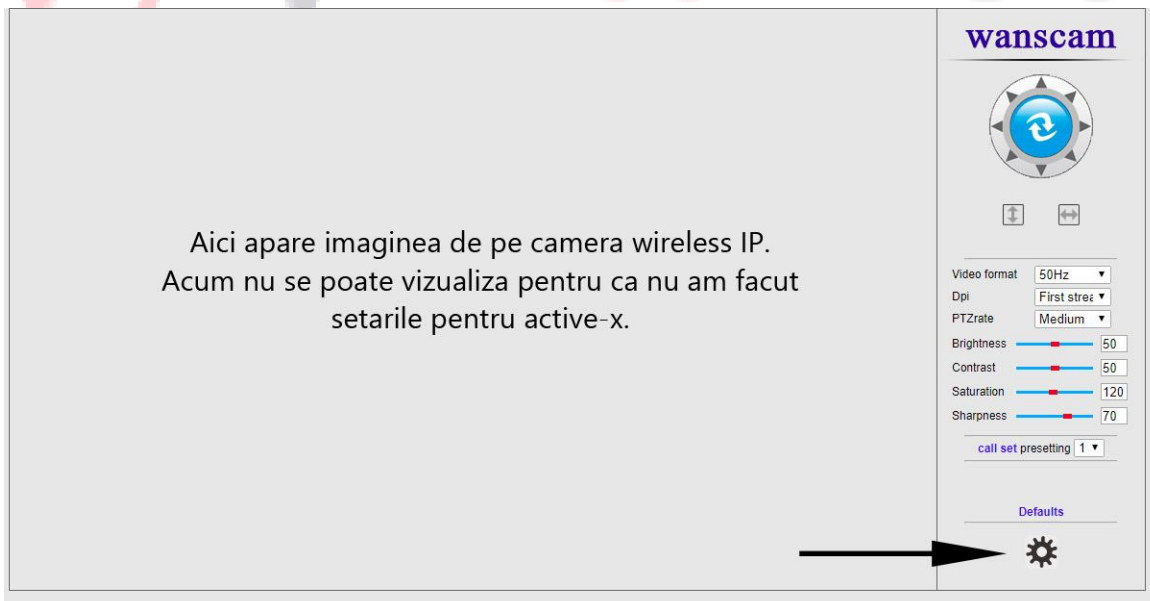 wanscam
Aici apare imaginea de pe camera wireless IP.
Acum nu se poate vizualiza pentru ca nu am facut
setarile pentru active-x.
Video format 50Hz
Dpi First strea
PTZrate Medium
Brightness 50
Contrast 50
Saturation 120
Sharpness 70
call set presetting 1
Defaults